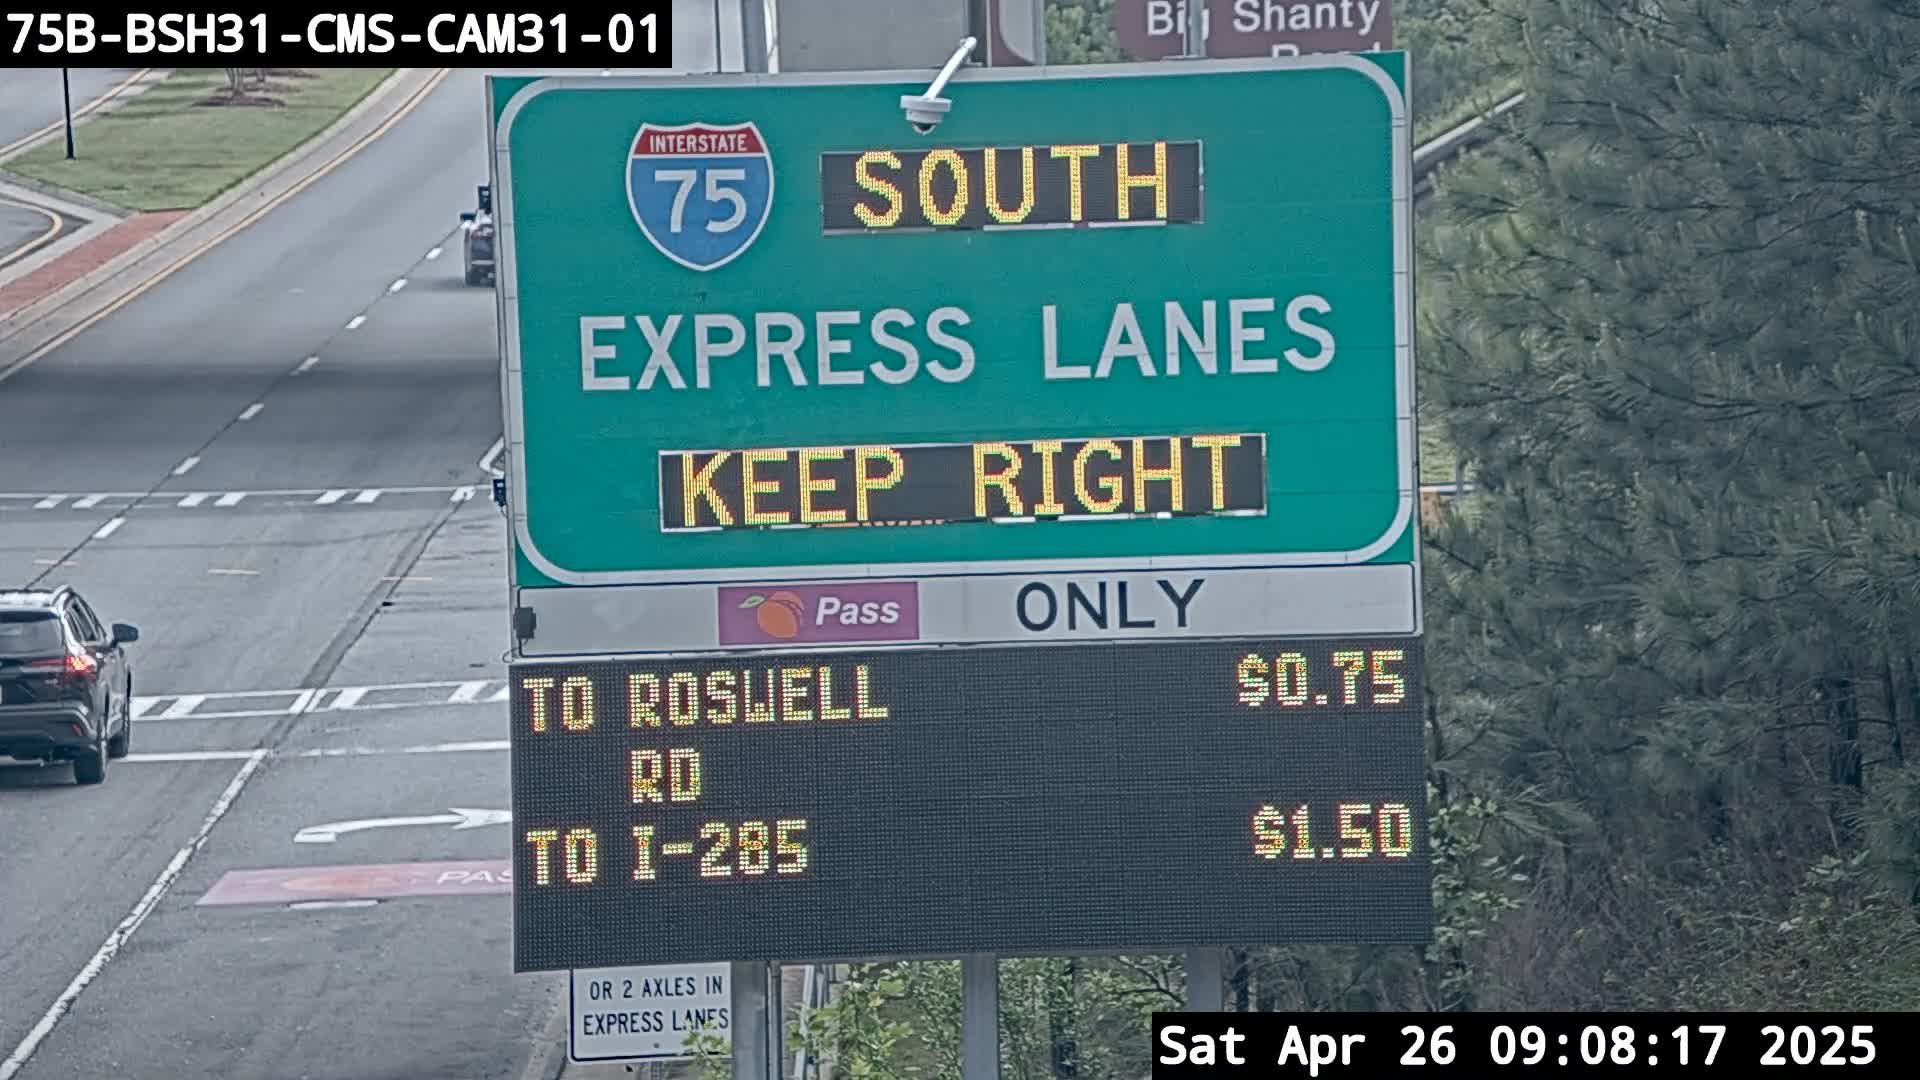 75B-BSH31-CMS-CAM31-01
Big Shanty
Road
INTERSTATE
75
SOUTH
EXPRESS LANES
KEEP RIGHT
Pass ONLY
TO ROSWELL $0.75
RD
TO I-285 $1.50
PAS
OR 2 AXLES IN
EXPRESS LANES
Sat Apr 26 09:08:17 2025